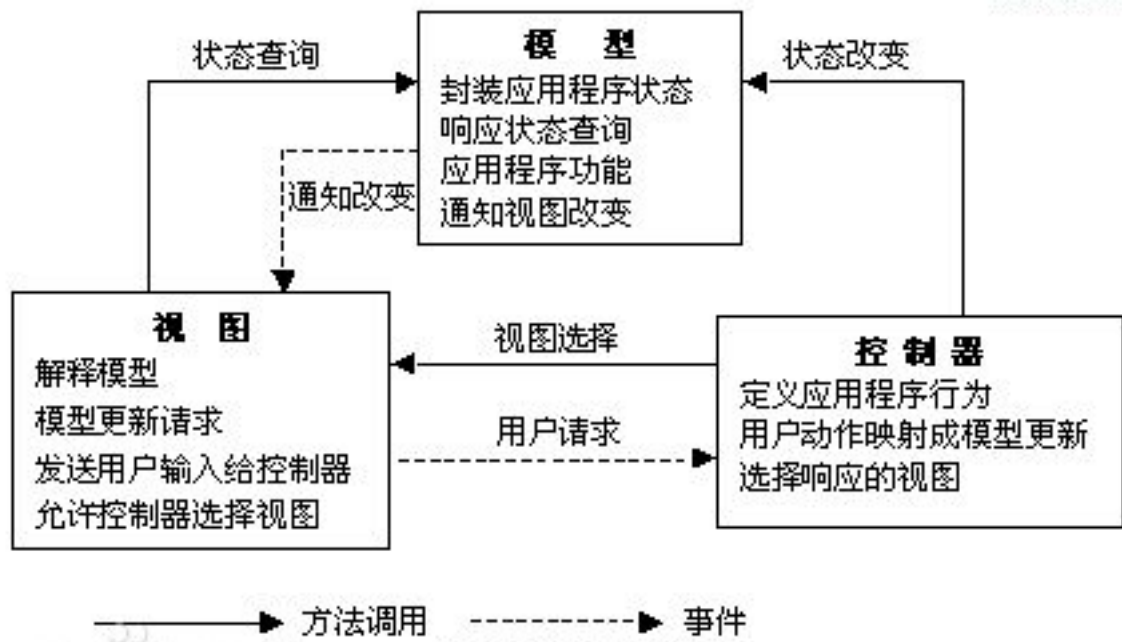 状态查询
模 型
封装应用程序状态
响应状态查询
应用程序功能
通知视图改变
状态改变
通知改变
视 图
解释模型
模型更新请求
发送用户输入给控制器
允许控制器选择视图
视图选择
用户请求
控 制 器
定义应用程序行为
用户动作映射成模型更新
选择响应的视图
方法调用
事件